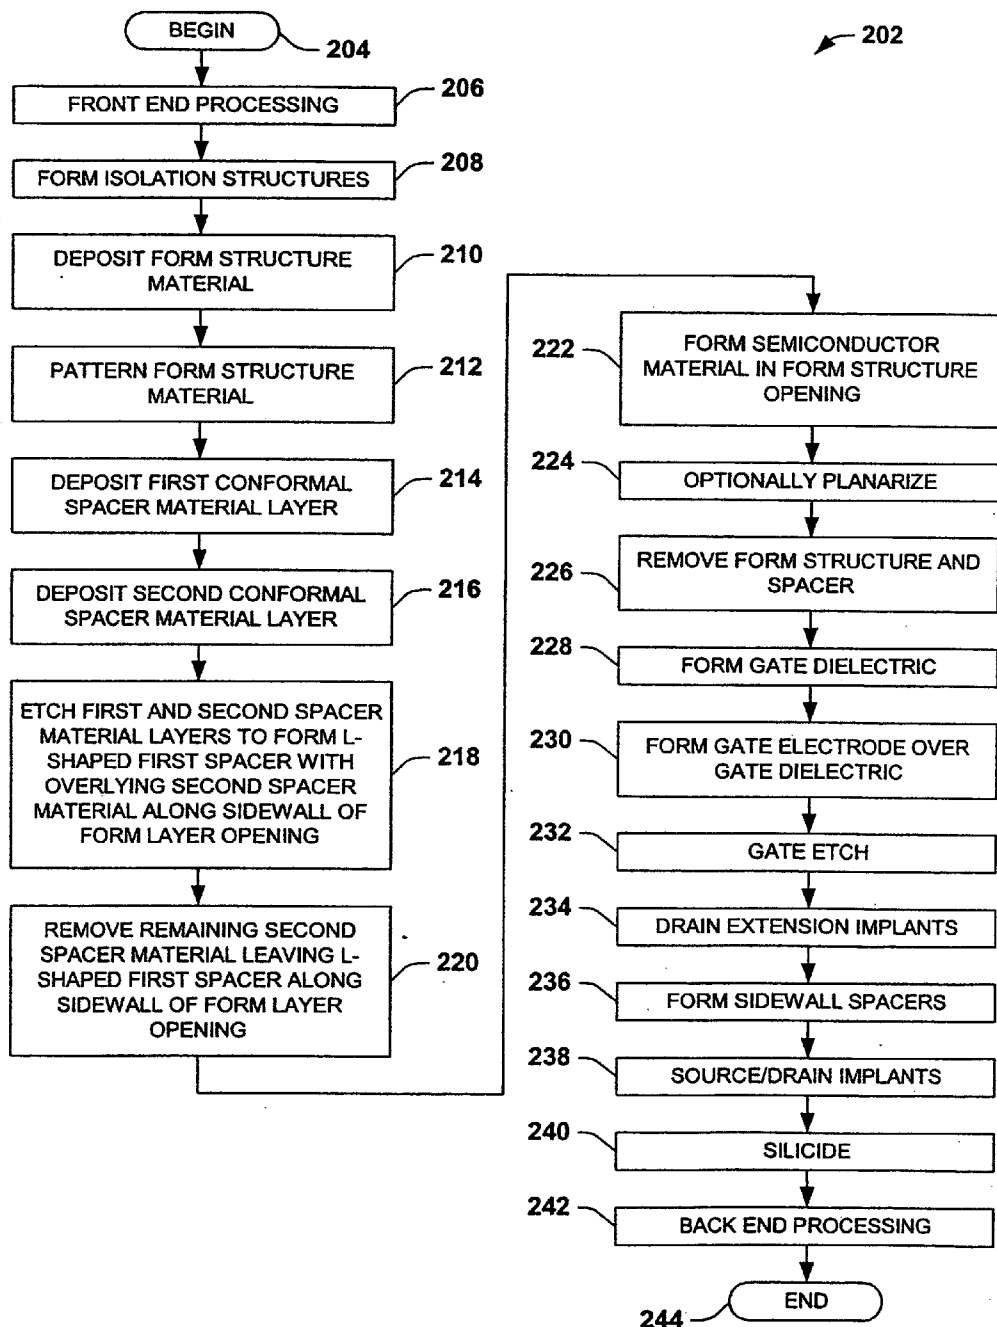 BEGIN
204
202
FRONT END PROCESSING
206
FORM ISOLATION STRUCTURES
208
DEPOSIT FORM STRUCTURE
MATERIAL
210
PATTERN FORM STRUCTURE
MATERIAL
212
DEPOSIT FIRST CONFORMAL
SPACER MATERIAL LAYER
214
DEPOSIT SECOND CONFORMAL
SPACER MATERIAL LAYER
216
ETCH FIRST AND SECOND SPACER
MATERIAL LAYERS TO FORM L-
SHAPED FIRST SPACER WITH
OVERLYING SECOND SPACER
MATERIAL ALONG SIDEWALL OF
FORM LAYER OPENING
218
REMOVE REMAINING SECOND
SPACER MATERIAL LEAVING L-
SHAPED FIRST SPACER ALONG
SIDEWALL OF FORM LAYER
OPENING
220
222
FORM SEMICONDUCTOR
MATERIAL IN FORM STRUCTURE
OPENING
224
OPTIONALLY PLANARIZE
226
REMOVE FORM STRUCTURE AND
SPACER
228
FORM GATE DIELECTRIC
230
FORM GATE ELECTRODE OVER
GATE DIELECTRIC
232
GATE ETCH
234
DRAIN EXTENSION IMPLANTS
236
FORM SIDEWALL SPACERS
238
SOURCE/DRAIN IMPLANTS
240
SILICIDE
242
BACK END PROCESSING
244
END